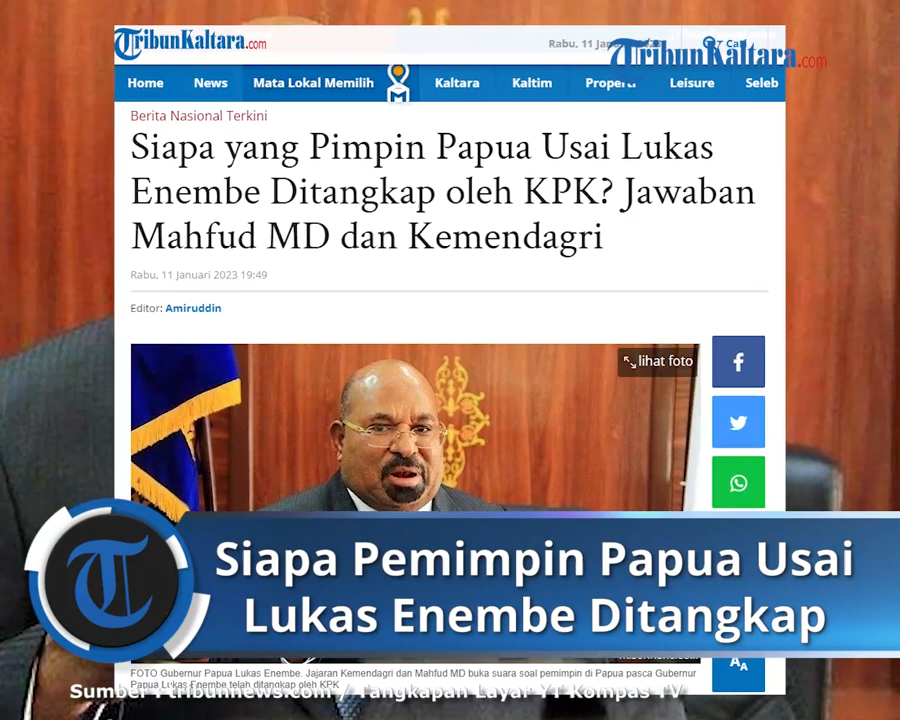 TribunKaltara.com
Rabu, 11 Jan
Cari
TribunKaltara.com
Home News Mata Lokal Memilih Kaltara Kaltim Properti Leisure Seleb
Berita Nasional Terkini
Siapa yang Pimpin Papua Usai Lukas
Enembe Ditangkap oleh KPK? Jawaban
Mahfud MD dan Kemendagri
Rabu, 11 Januari 2023 19:49
Editor: Amiruddin
lihat foto
Siapa Pemimpin Papua Usai
Lukas Enembe Ditangkap
FOTO Gubernur Papua Lukas Enembe. Jajaran Kemendagri dan Mahfud MD buka suara soal pemimpin di Papua pasca Gubernur
Papua Lukas Enembe telah ditangkap oleh KPK
Sumber : tribunnews.com // Tangkapan Layar YT Kompas TV